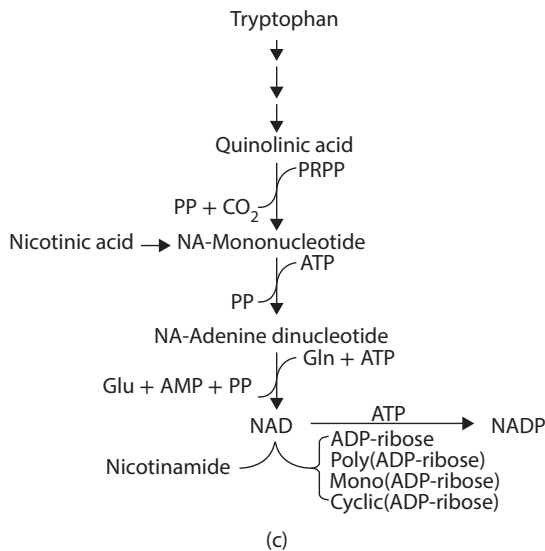 Tryptophan
Quinolinic acid
PRPP
PP + CO2
Nicotinic acid NA-Mononucleotide
ATP
PP
NA-Adenine dinucleotide
Gln + ATP
Glu + AMP + PP
NAD ATP NADP
ADP-ribose
Poly(ADP-ribose)
Nicotinamide
Mono(ADP-ribose)
Cyclic(ADP-ribose)
(c)